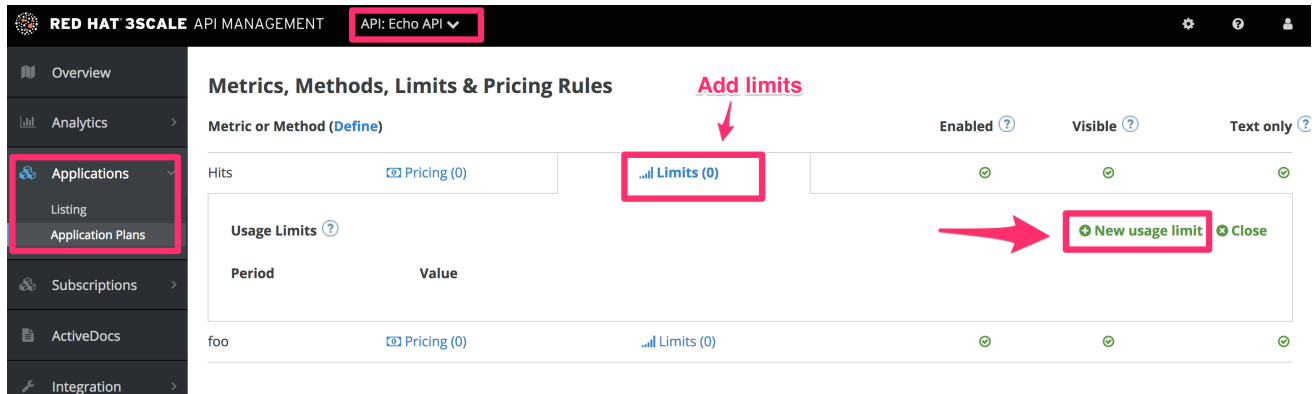 RED HAT 3SCALE API MANAGEMENT API: Echo API
Overview
Analytics
Applications
Listing
Application Plans
Subscriptions
ActiveDocs
Integration
Metrics, Methods, Limits & Pricing Rules
Add limits
Metric or Method (Define) Enabled ? Visible ? Text only ?
Hits Pricing (0) Limits (0)
Usage Limits ? New usage limit Close
Period Value
foo Pricing (0) Limits (0)